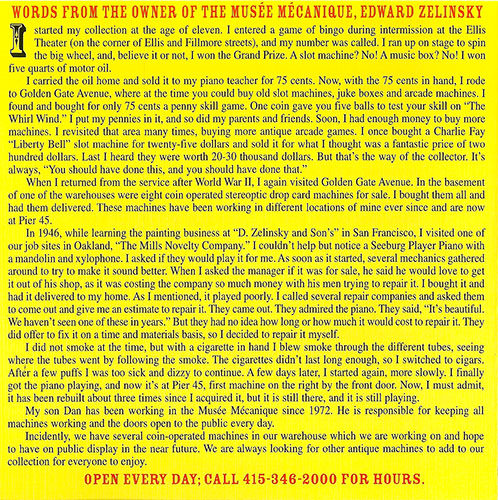 WORDS FROM THE OWNER OF THE MUSÉE MÉCANIQUE, EDWARD ZELINSKY
I started my collection at the age of eleven. I entered a game of bingo during intermission at the Ellis
Theater (on the corner of Ellis and Fillmore streets), and my number was called. I ran up on stage to spin
the big wheel, and, believe it or not, I won the Grand Prize. A slot machine? No! A music box? No! I won
five quarts of motor oil.
I carried the oil home and sold it to my piano teacher for 75 cents. Now, with the 75 cents in hand, I rode
to Golden Gate Avenue, where at the time you could buy old slot machines, juke boxes and arcade machines. I
found and bought for only 75 cents a penny skill game. One coin gave you five balls to test your skill on "The
Whirl Wind." I put my pennies in it, and so did my parents and friends. Soon, I had enough money to buy more
machines. I revisited that area many times, buying more antique arcade games. I once bought a Charlie Fay
"Liberty Bell" slot machine for twenty-five dollars and sold it for what I thought was a fantastic price of two
hundred dollars. Last I heard they were worth 20-30 thousand dollars. But that's the way of the collector. It's
always, "You should have done this, and you should have done that."
When I returned from the service after World War II, I again visited Golden Gate Avenue. In the basement
of one of the warehouses were eight coin operated stereoptic drop card machines for sale. I bought them all and
had them delivered. These machines have been working in different locations of mine ever since and are now
at Pier 45.
In 1946, while learning the painting business at "D. Zelinsky and Son's" in San Francisco, I visited one of
our job sites in Oakland, "The Mills Novelty Company." I couldn't help but notice a Seeburg Player Piano with
a mandolin and xylophone. I asked if they would play it for me. As soon as it started, several mechanics gathered
around to try to make it sound better. When I asked the manager if it was for sale, he said he would love to get
it out of his shop, as it was costing the company so much money with his men trying to repair it. I bought it and
had it delivered to my home. As I mentioned, it played poorly. I called several repair companies and asked them
to come out and give me an estimate to repair it. They came out. They admired the piano. They said, "It's beautiful.
We haven't seen one of these in years." But they had no idea how long or how much it would cost to repair it. They
did offer to fix it on a time and materials basis, so I decided to repair it myself.
I did not smoke at the time, but with a cigarette in hand I blew smoke through the different tubes, seeing
where the tubes went by following the smoke. The cigarettes didn't last long enough, so I switched to cigars.
After a few puffs I was too sick and dizzy to continue. A few days later, I started again, more slowly. I finally
got the piano playing, and now it's at Pier 45, first machine on the right by the front door. Now, I must admit,
it has been rebuilt about three times since I acquired it, but it is still there, and it is still playing.
My son Dan has been working in the Musée Mécanique since 1972. He is responsible for keeping all
machines working and the doors open to the public every day.
Incidently, we have several coin-operated machines in our warehouse which we are working on and hope
to have on public display in the near future. We are always looking for other antique machines to add to our
collection for everyone to enjoy.
OPEN EVERY DAY; CALL 415-346-2000 FOR HOURS.